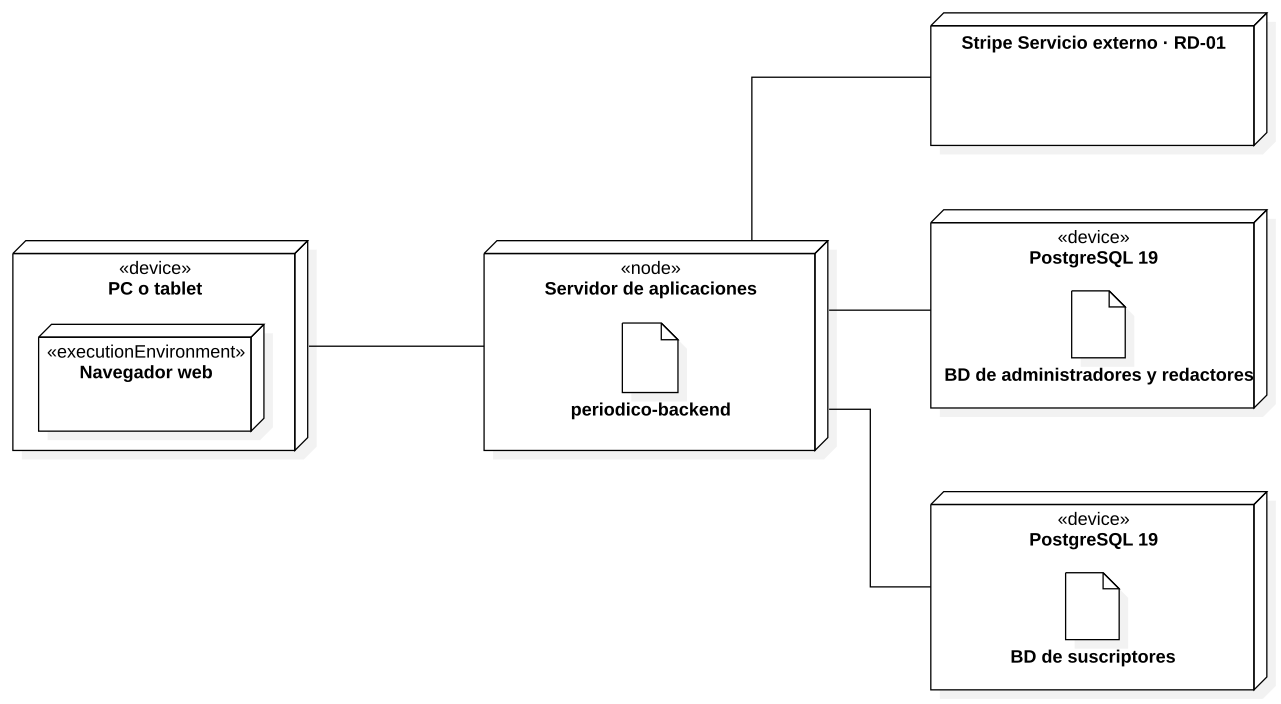 Stripe Servicio externo · RD-01
«device»
PC o tablet
«executionEnvironment»
Navegador web
«node»
Servidor de aplicaciones
periodico-backend
«device»
PostgreSQL 19
BD de administradores y redactores
«device»
PostgreSQL 19
BD de suscriptores